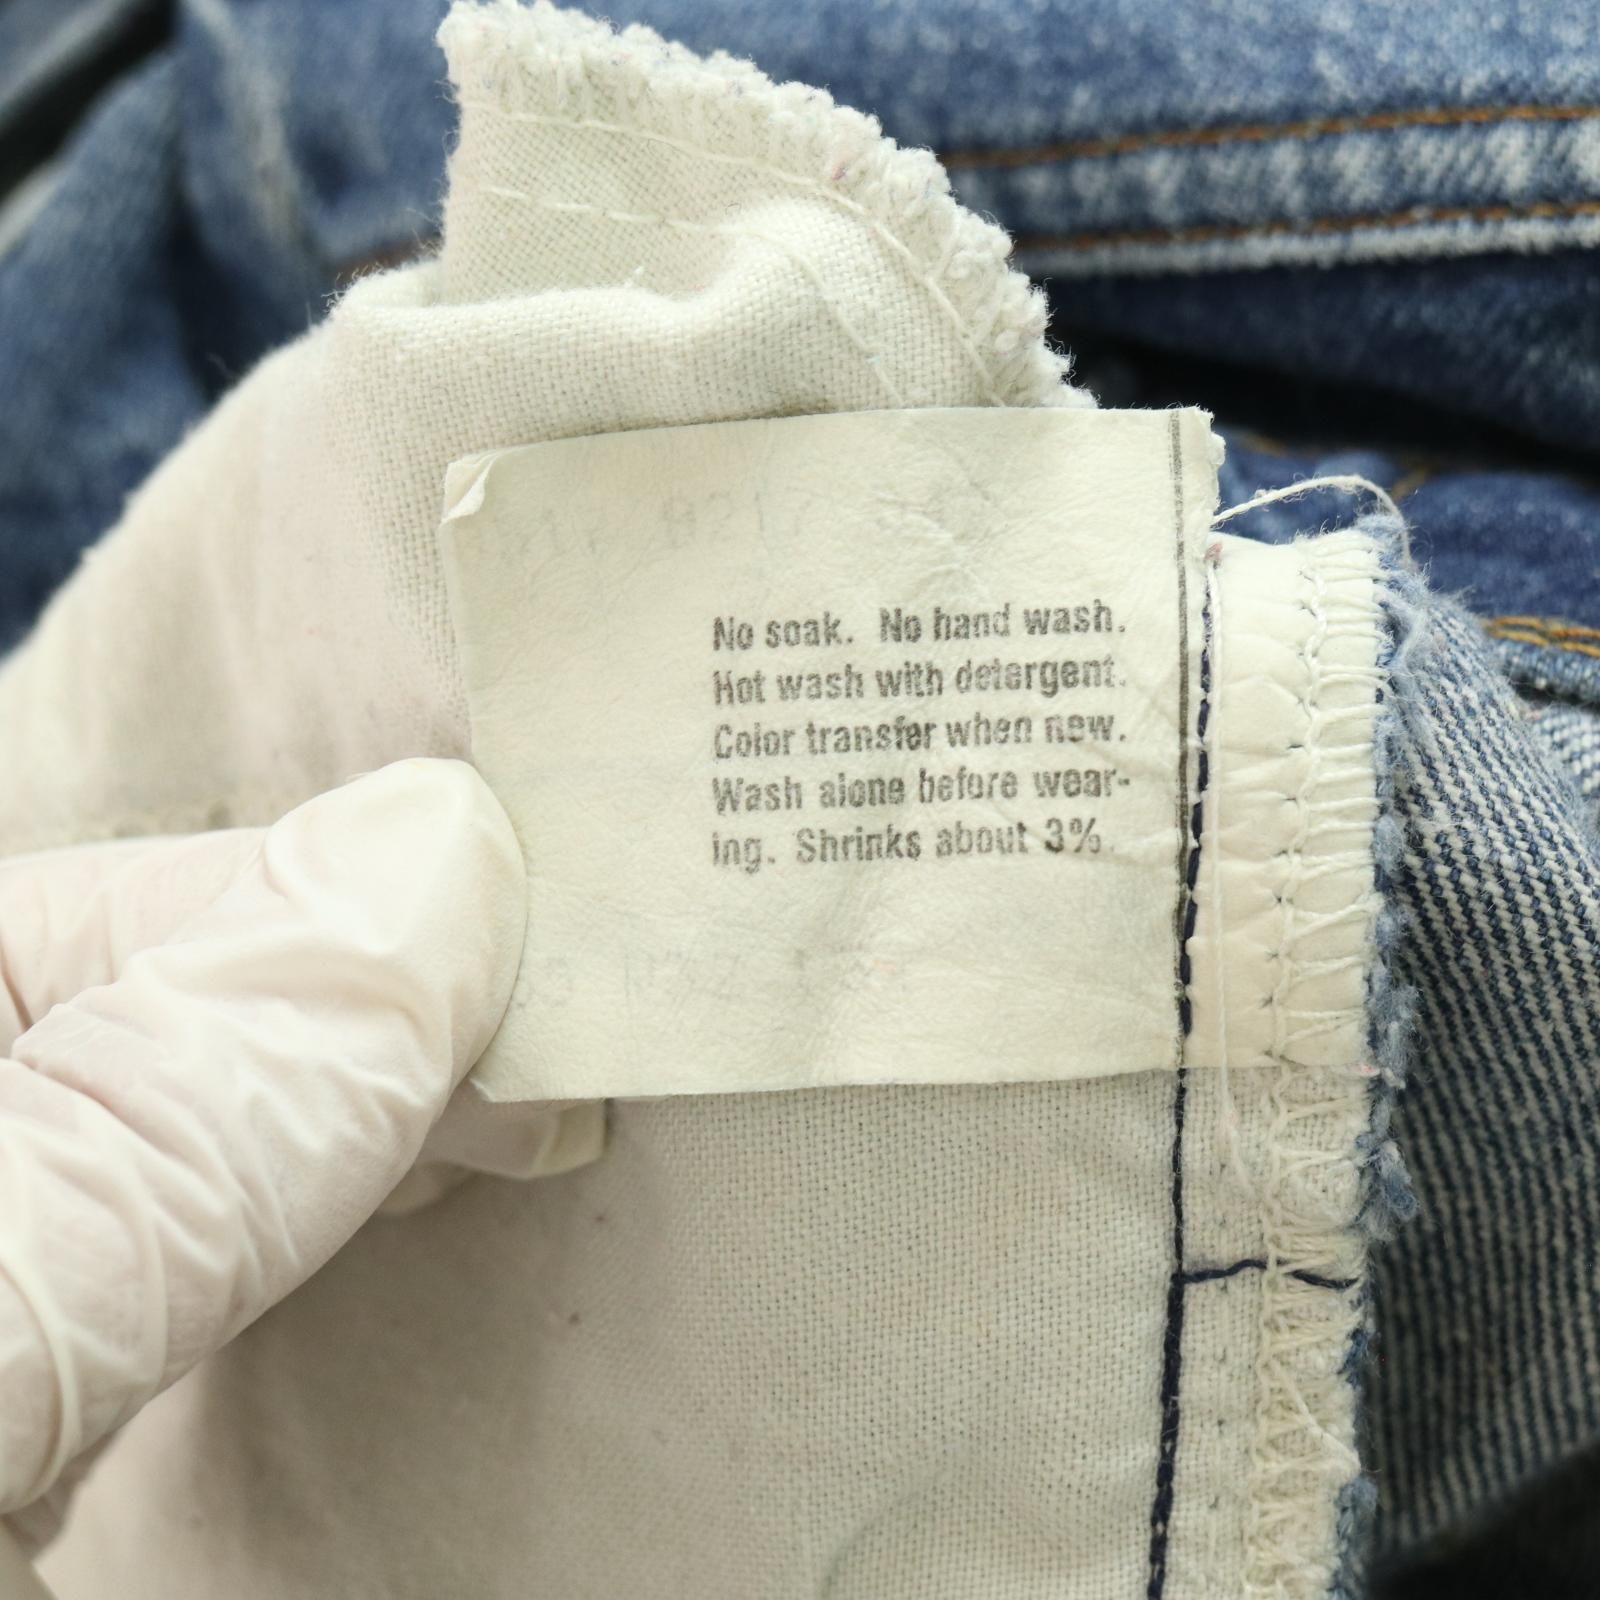 No soak. No hand wash.
Hot wash with detergent.
Color transfer when new.
Wash alone before wear-
ing. Shrinks about 3%.